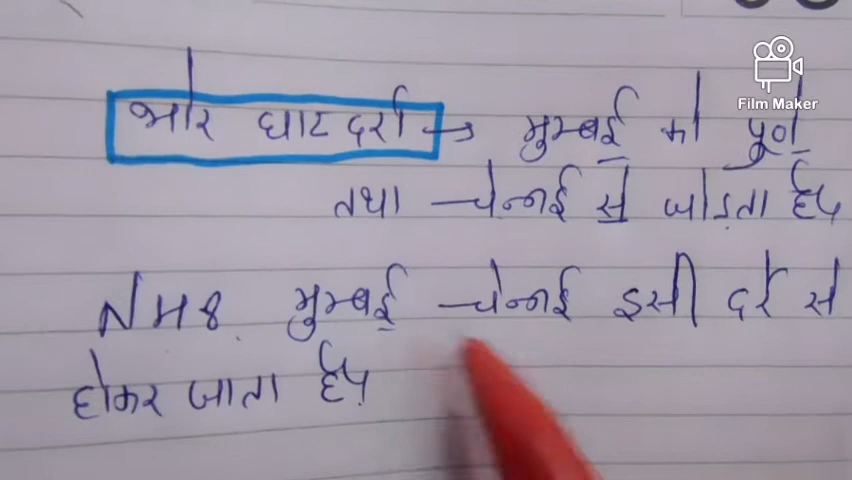 Film Maker
भोर घाट दर्रा → मुम्बई को पुर्णे
तथा चेन्नई से जोड़ता है।
NH8. मुम्बई चेन्नई इसी दर्रे से
होकर जाता है।